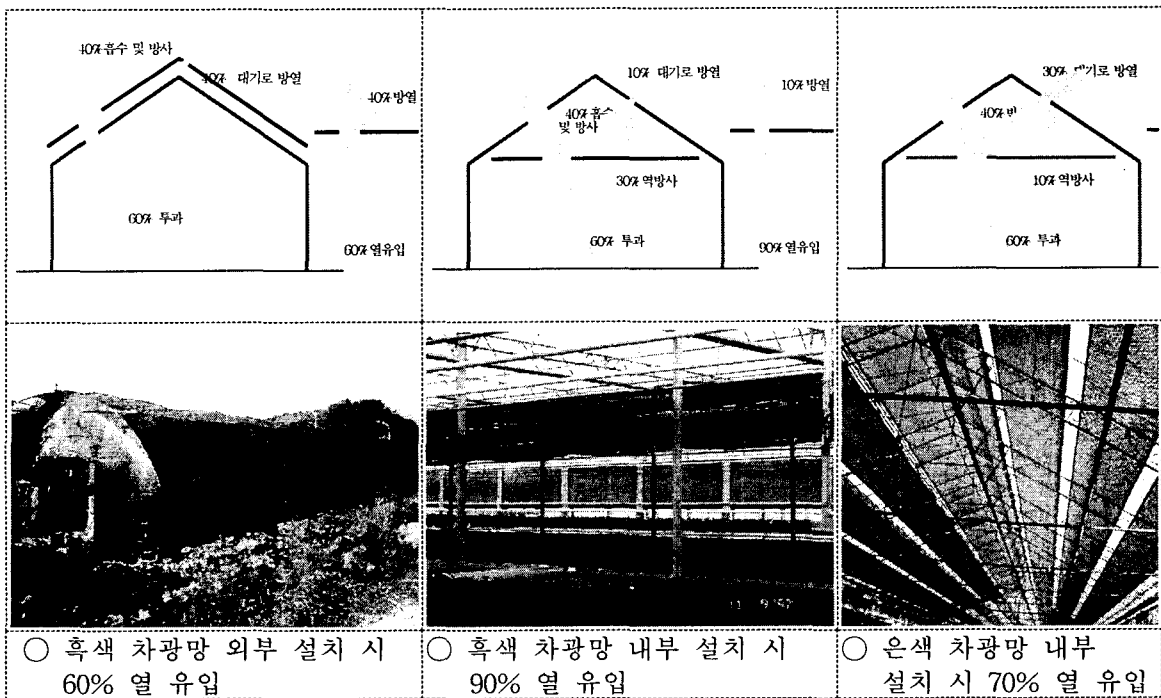 40% 흡수 및 방사
40% 대기로 방열
40% 방열
60% 투과
60% 열유입
10% 대기로 방열
10% 방열
40% 흡수
및 방사
30% 역방사
60% 투과
90% 열유입
30% 대기로 방열
40% 반
10% 역방사
60% 투과
○ 흑색 차광망 외부 설치 시
60% 열 유입
○ 흑색 차광망 내부 설치 시
90% 열 유입
○ 은색 차광망 내부
설치 시 70% 열 유입